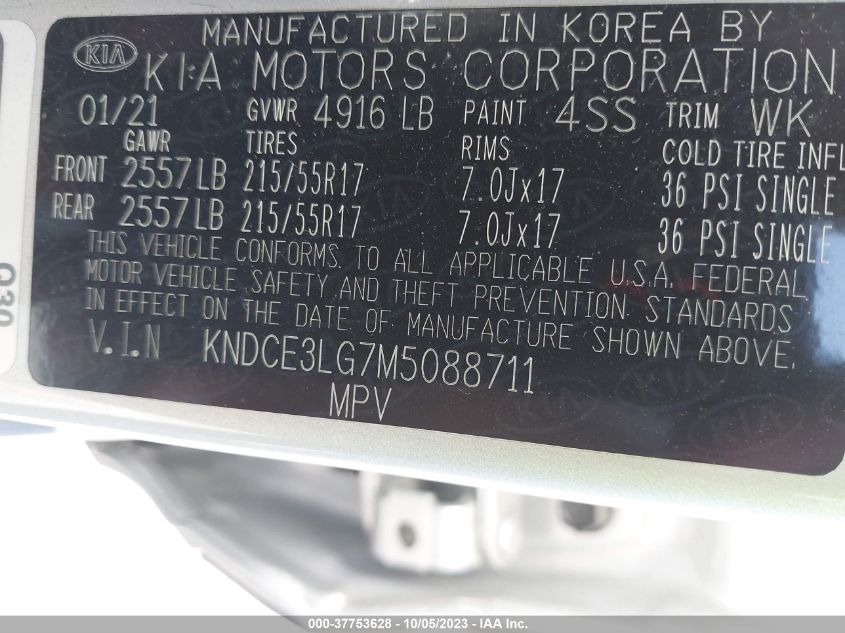 MANUFACTURED IN KOREA BY
KIA KIA MOTORS CORPORATION
01/21 GVWR 4916 LB PAINT 4SS TRIM WK
GAWR TIRES RIMS COLD TIRE INFL
FRONT 2557LB 215/55R17 7.0Jx17 36 PSI SINGLE
REAR 2557LB 215/55R17 7.0Jx17 36 PSI SINGLE
THIS VEHICLE CONFORMS TO ALL APPLICABLE U.S.A. FEDERAL
MOTOR VEHICLE SAFETY AND THEFT PREVENTION STANDARDS
IN EFFECT ON THE DATE OF MANUFACTURE SHOWN ABOVE.
V.I.N KNDCE3LG7M5088711
MPV
Q30
0003-37753628 - 10/05/2023 - IAA Inc.